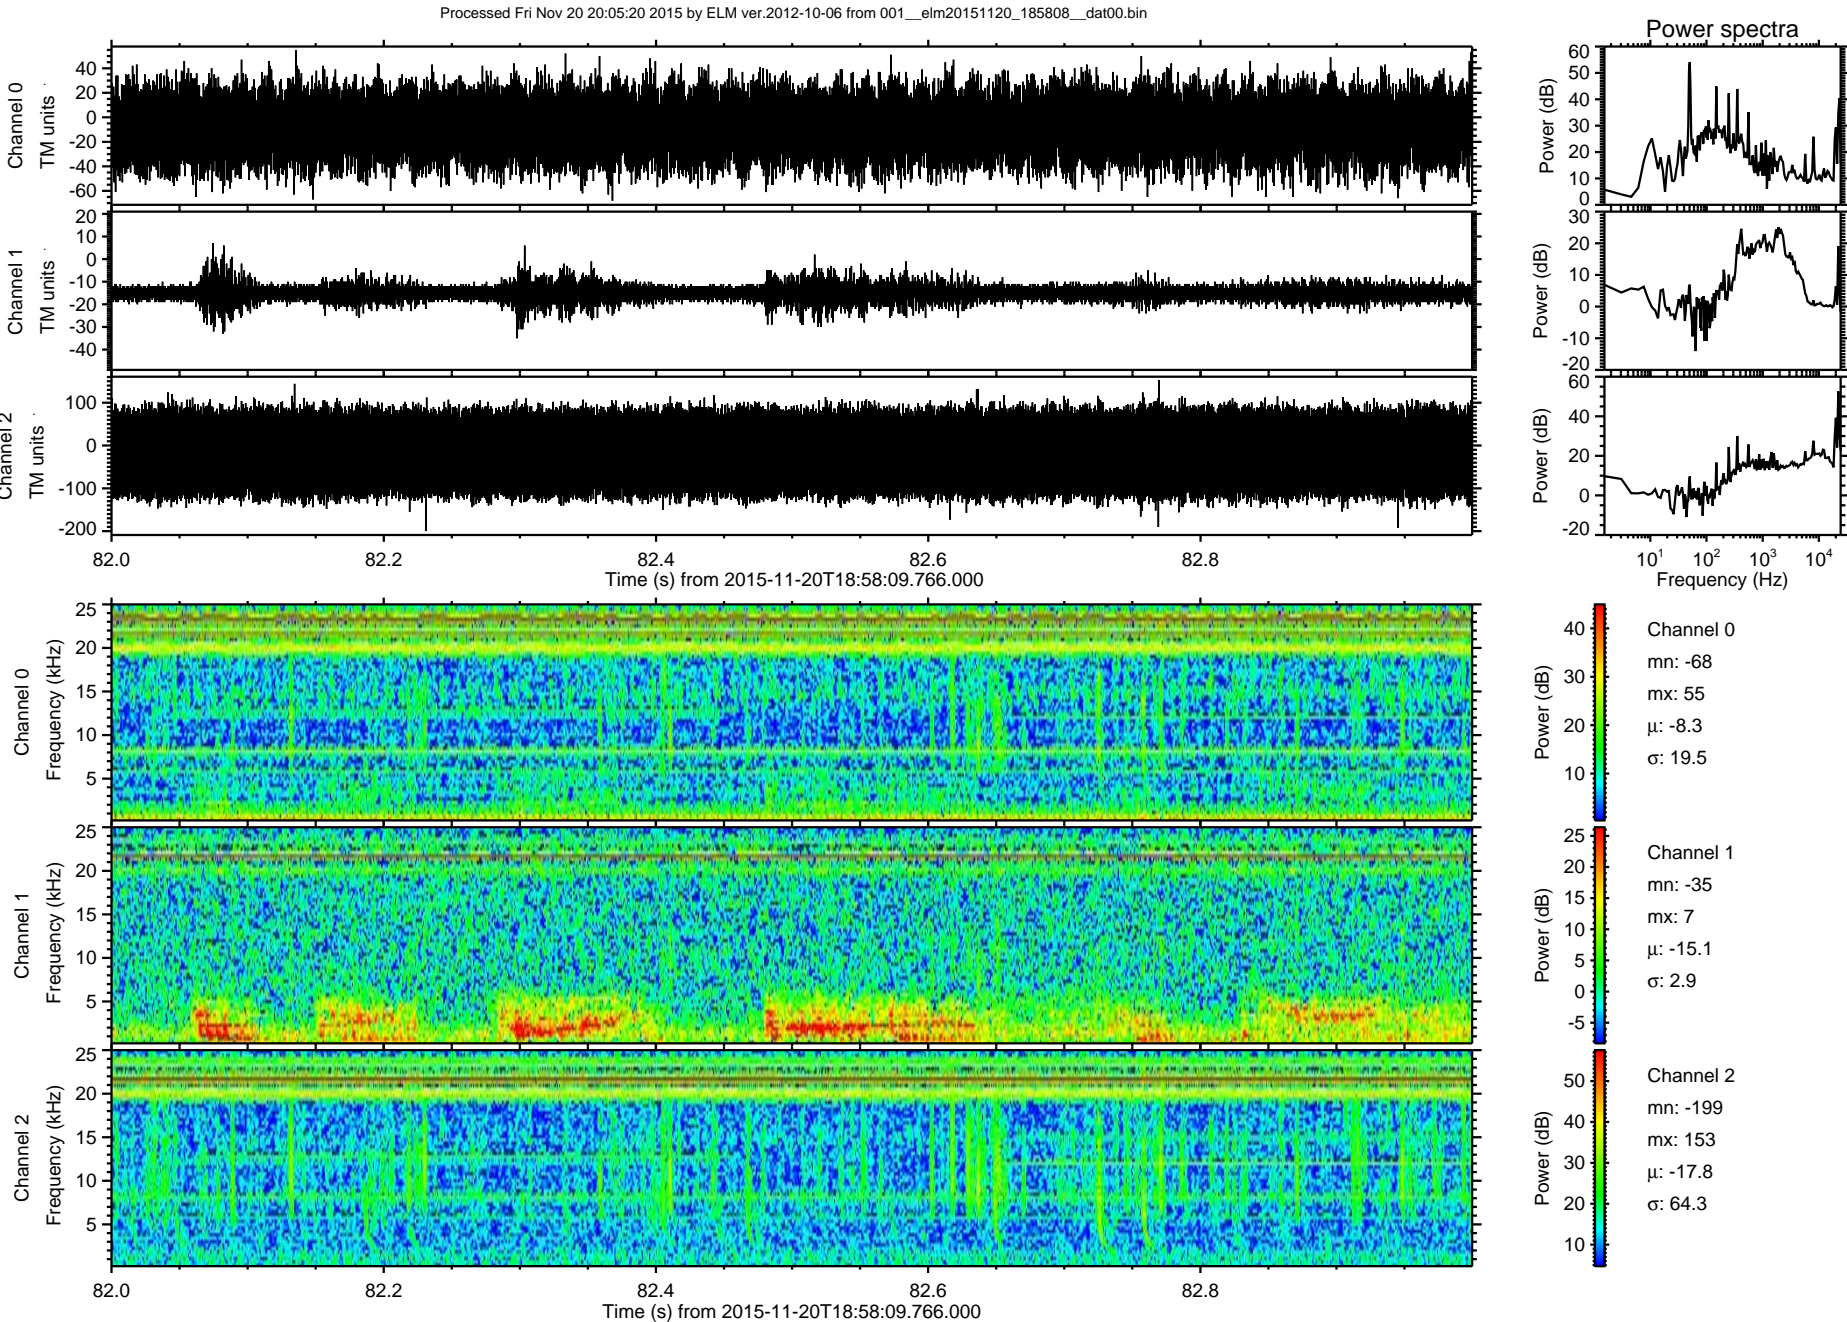 Processed Fri Nov 20 20:05:20 2015 by ELM ver.2012-10-06 from 001__elm20151120_185808__dat00.bin
Power spectra
Channel 0
TM units
40
20
0
-20
-40
-60
Power (dB)
60
50
40
30
20
10
0
Channel 1
TM units
20
10
0
-10
-20
-30
-40
Power (dB)
30
20
10
0
-10
-20
Channel 2
TM units
100
0
-100
-200
Power (dB)
60
40
20
0
-20
82.0 82.2 82.4 82.6 82.8
Time (s) from 2015-11-20T18:58:09.766.000
10^1 10^2 10^3 10^4
Frequency (Hz)
Channel 0
Frequency (kHz)
25
20
15
10
5
Power (dB)
40
30
20
10
Channel 0
mn: -68
mx: 55
µ: -8.3
σ: 19.5
Channel 1
Frequency (kHz)
25
20
15
10
5
Power (dB)
25
20
15
10
5
0
-5
Channel 1
mn: -35
mx: 7
µ: -15.1
σ: 2.9
Channel 2
Frequency (kHz)
25
20
15
10
5
Power (dB)
50
40
30
20
10
Channel 2
mn: -199
mx: 153
µ: -17.8
σ: 64.3
82.0 82.2 82.4 82.6 82.8
Time (s) from 2015-11-20T18:58:09.766.000